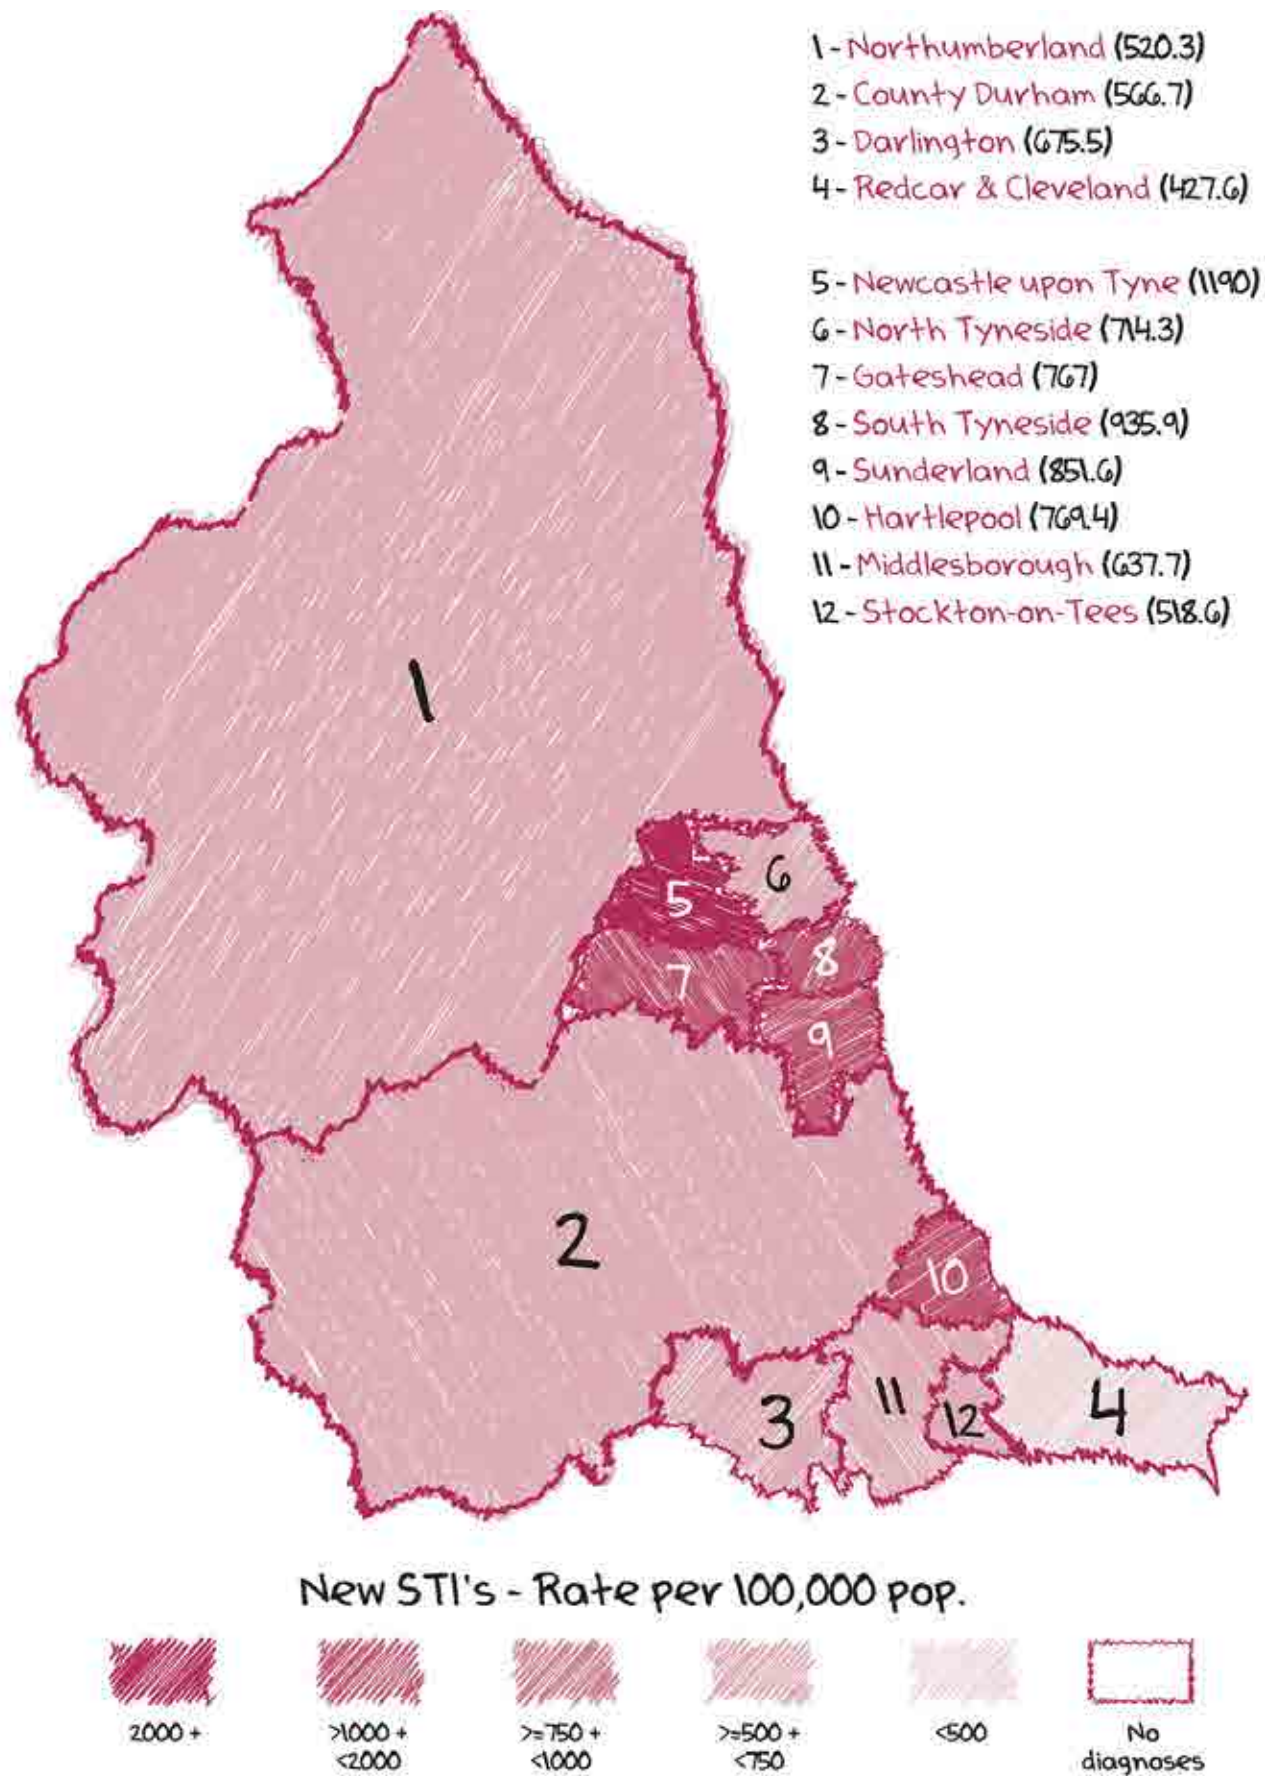 1 - Northumberland (520.3)
2 - County Durham (566.7)
3 - Darlington (675.5)
4 - Redcar & Cleveland (427.6)
5 - Newcastle upon Tyne (1190)
6 - North Tyneside (714.3)
7 - Gateshead (767)
8 - South Tyneside (935.9)
9 - Sunderland (851.6)
10 - Hartlepool (769.4)
11 - Middlesborough (637.7)
12 - Stockton-on-Tees (518.6)
1
6
5
8
7
9
2
10
11
4
3
12
New STI's - Rate per 100,000 pop.
2000 +
>1000 +
<2000
>=750 +
<1000
>=500 +
<750
<500
No
diagnoses